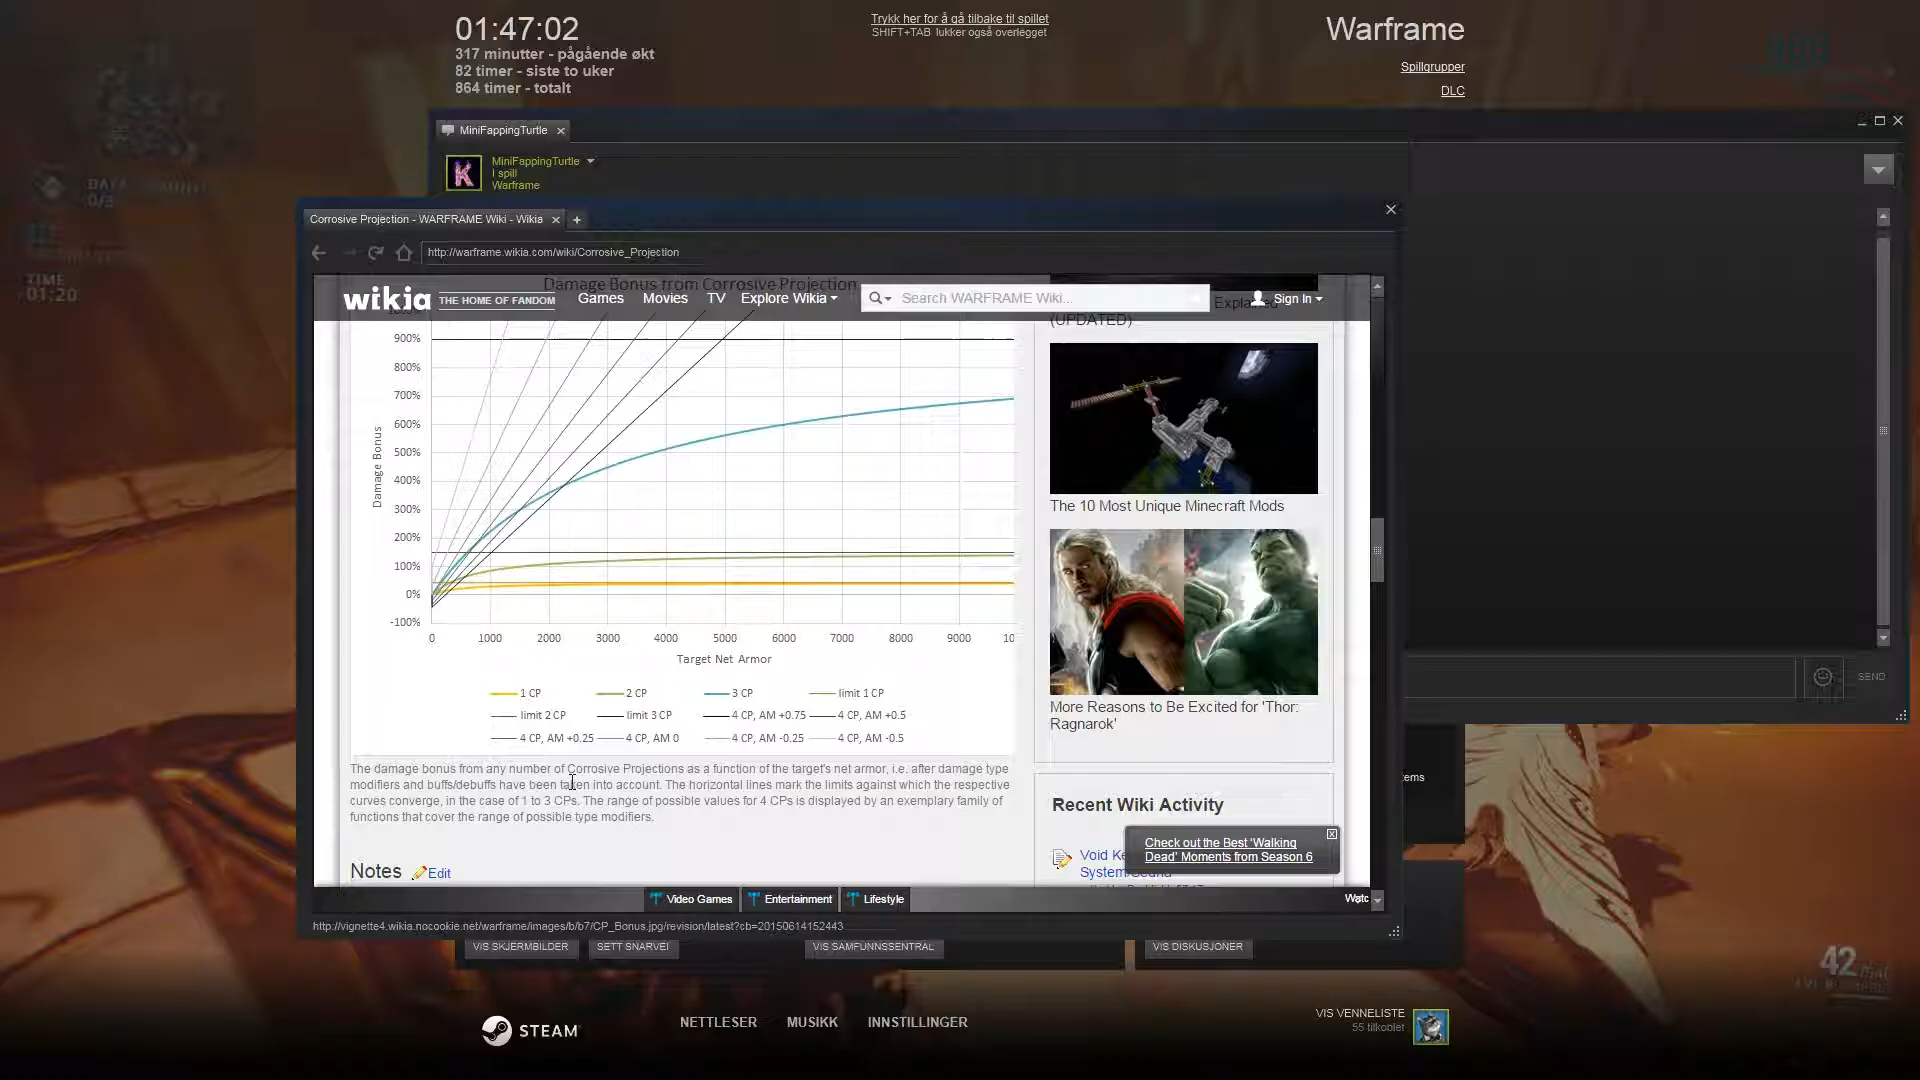 01:47:02
317 minutter - pågående økt
82 timer - siste to uker
864 timer - totalt
Trykk her for å gå tilbake til spillet
SHIFT+TAB lukker også overlegget
Warframe
Spillgrupper
DLC
MiniFappingTurtle
MiniFappingTurtle
I spill
Warframe
0/3
TIME
01:20
Corrosive Projection - WARFRAME Wiki - Wikia
http://warframe.wikia.com/wiki/Corrosive_Projection
Damage Bonus from Corrosive Projection
wikia
THE HOME OF FANDOM
Games
Movies
TV
Explore Wikia
Search WARFRAME Wiki...
Sign In
Explained
(UPDATED)
900%
800%
700%
600%
500%
400%
300%
200%
100%
0%
-100%
Damage Bonus
0 1000 2000 3000 4000 5000 6000 7000 8000 9000 10
Target Net Armor
1 CP 2 CP 3 CP limit 1 CP
limit 2 CP limit 3 CP 4 CP, AM +0.75 4 CP, AM +0.5
4 CP, AM +0.25 4 CP, AM 0 4 CP, AM -0.25 4 CP, AM -0.5
The damage bonus from any number of Corrosive Projections as a function of the target's net armor, i.e. after damage type
modifiers and buffs/debuffs have been taken into account. The horizontal lines mark the limits against which the respective
curves converge, in the case of 1 to 3 CPs. The range of possible values for 4 CPs is displayed by an exemplary family of
functions that cover the range of possible type modifiers.
Notes
Edit
The 10 Most Unique Minecraft Mods
More Reasons to Be Excited for 'Thor:
Ragnarok'
Recent Wiki Activity
Void
System/Sedna
Check out the Best 'Walking
Dead' Moments from Season 6
Video Games
Entertainment
Lifestyle
http://vignette4.wikia.nocookie.net/warframe/images/b/b7/CP_Bonus.jpg/revision/latest?cb=20150614152443
SEND
VIS SKJERMBILDER
SETT SNARVEI
VIS SAMFUNNSSENTRAL
VIS DISKUSJONER
42
STEAM
NETTLESER
MUSIKK
INNSTILLINGER
VIS VENNELISTE
55 tilkoblet